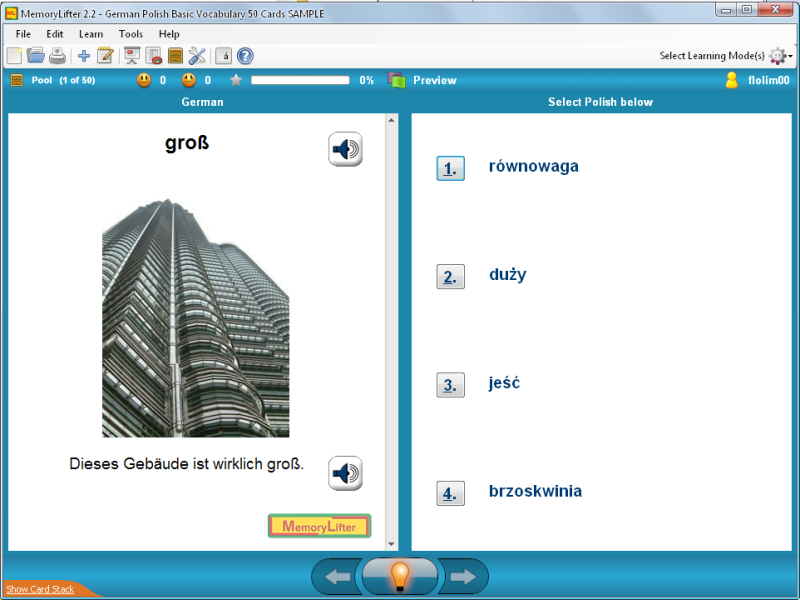 MemoryLifter 2.2 - German Polish Basic Vocabulary 50 Cards SAMPLE
File Edit Learn Tools Help
á ? Select Learning Mode(s)
Pool (1 of 50) 0 0 0% Preview flolim00
German
Select Polish below
groß
Dieses Gebäude ist wirklich groß.
MemoryLifter
1. równowaga
2. duży
3. jeść
4. brzoskwinia
Show Card Stack